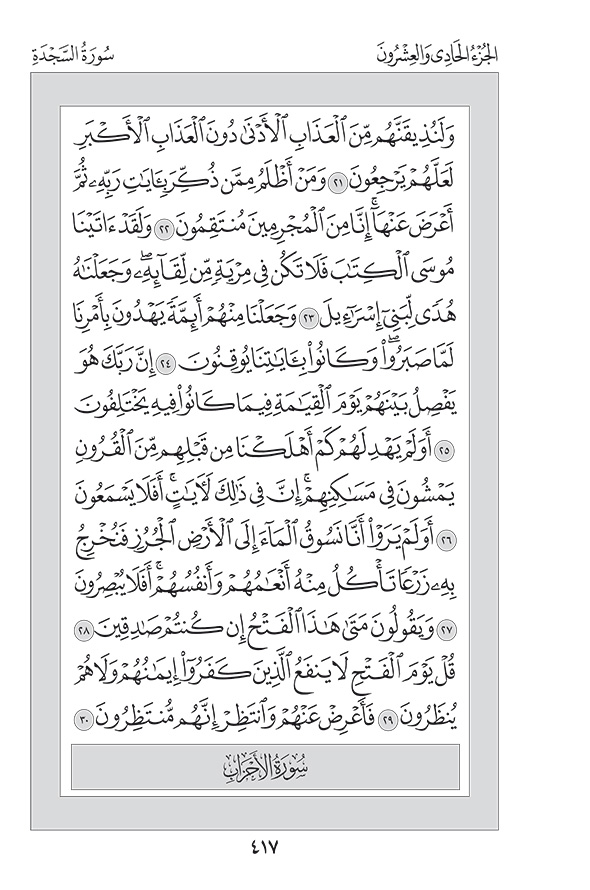 الجُزْءُ الحَادِى وَالعِشْرُونَ
سُورَةُ السَّجْدَةِ
وَلَنُذِيقَنَّهُم مِّنَ ٱلْعَذَابِ ٱلْأَدْنَىٰ دُونَ ٱلْعَذَابِ ٱلْأَكْبَرِ
لَعَلَّهُمْ يَرْجِعُونَ ٢١ وَمَنْ أَظْلَمُ مِمَّن ذُكِّرَ بِـَٔايَٰتِ رَبِّهِۦ ثُمَّ
أَعْرَضَ عَنْهَآۚ إِنَّا مِنَ ٱلْمُجْرِمِينَ مُنتَقِمُونَ ٢٢ وَلَقَدْ ءَاتَيْنَا
مُوسَى ٱلْكِتَٰبَ فَلَا تَكُن فِى مِرْيَةٍ مِّن لِّقَآئِهِۦۖ وَجَعَلْنَٰهُ
هُدًى لِّبَنِىٓ إِسْرَٰٓءِيلَ ٢٣ وَجَعَلْنَا مِنْهُمْ أَئِمَّةً يَهْدُونَ بِأَمْرِنَا
لَمَّا صَبَرُوا۟ۖ وَكَانُوا۟ بِـَٔايَٰتِنَا يُوقِنُونَ ٢٤ إِنَّ رَبَّكَ هُوَ
يَفْصِلُ بَيْنَهُمْ يَوْمَ ٱلْقِيَٰمَةِ فِيمَا كَانُوا۟ فِيهِ يَخْتَلِفُونَ
٢٥ أَوَلَمْ يَهْدِ لَهُمْ كَمْ أَهْلَكْنَا مِن قَبْلِهِم مِّنَ ٱلْقُرُونِ
يَمْشُونَ فِى مَسَٰكِنِهِمْۚ إِنَّ فِى ذَٰلِكَ لَـَٔايَٰتٍۚ أَفَلَا يَسْمَعُونَ
٢٦ أَوَلَمْ يَرَوْا۟ أَنَّا نَسُوقُ ٱلْمَآءَ إِلَى ٱلْأَرْضِ ٱلْجُرُزِ فَنُخْرِجُ
بِهِۦ زَرْعًا تَأْكُلُ مِنْهُ أَنْعَٰمُهُمْ وَأَنفُسُهُمْۚ أَفَلَا يُبْصِرُونَ
٢٧ وَيَقُولُونَ مَتَىٰ هَٰذَا ٱلْفَتْحُ إِن كُنتُمْ صَٰدِقِينَ ٢٨
قُلْ يَوْمَ ٱلْفَتْحِ لَا يَنفَعُ ٱلَّذِينَ كَفَرُوٓا۟ إِيمَٰنُهُمْ وَلَا هُمْ
يُنظَرُونَ ٢٩ فَأَعْرِضْ عَنْهُمْ وَٱنتَظِرْ إِنَّهُم مُّنتَظِرُونَ ٣٠
سُورَةُ الأَحْزَابِ
٤١٧